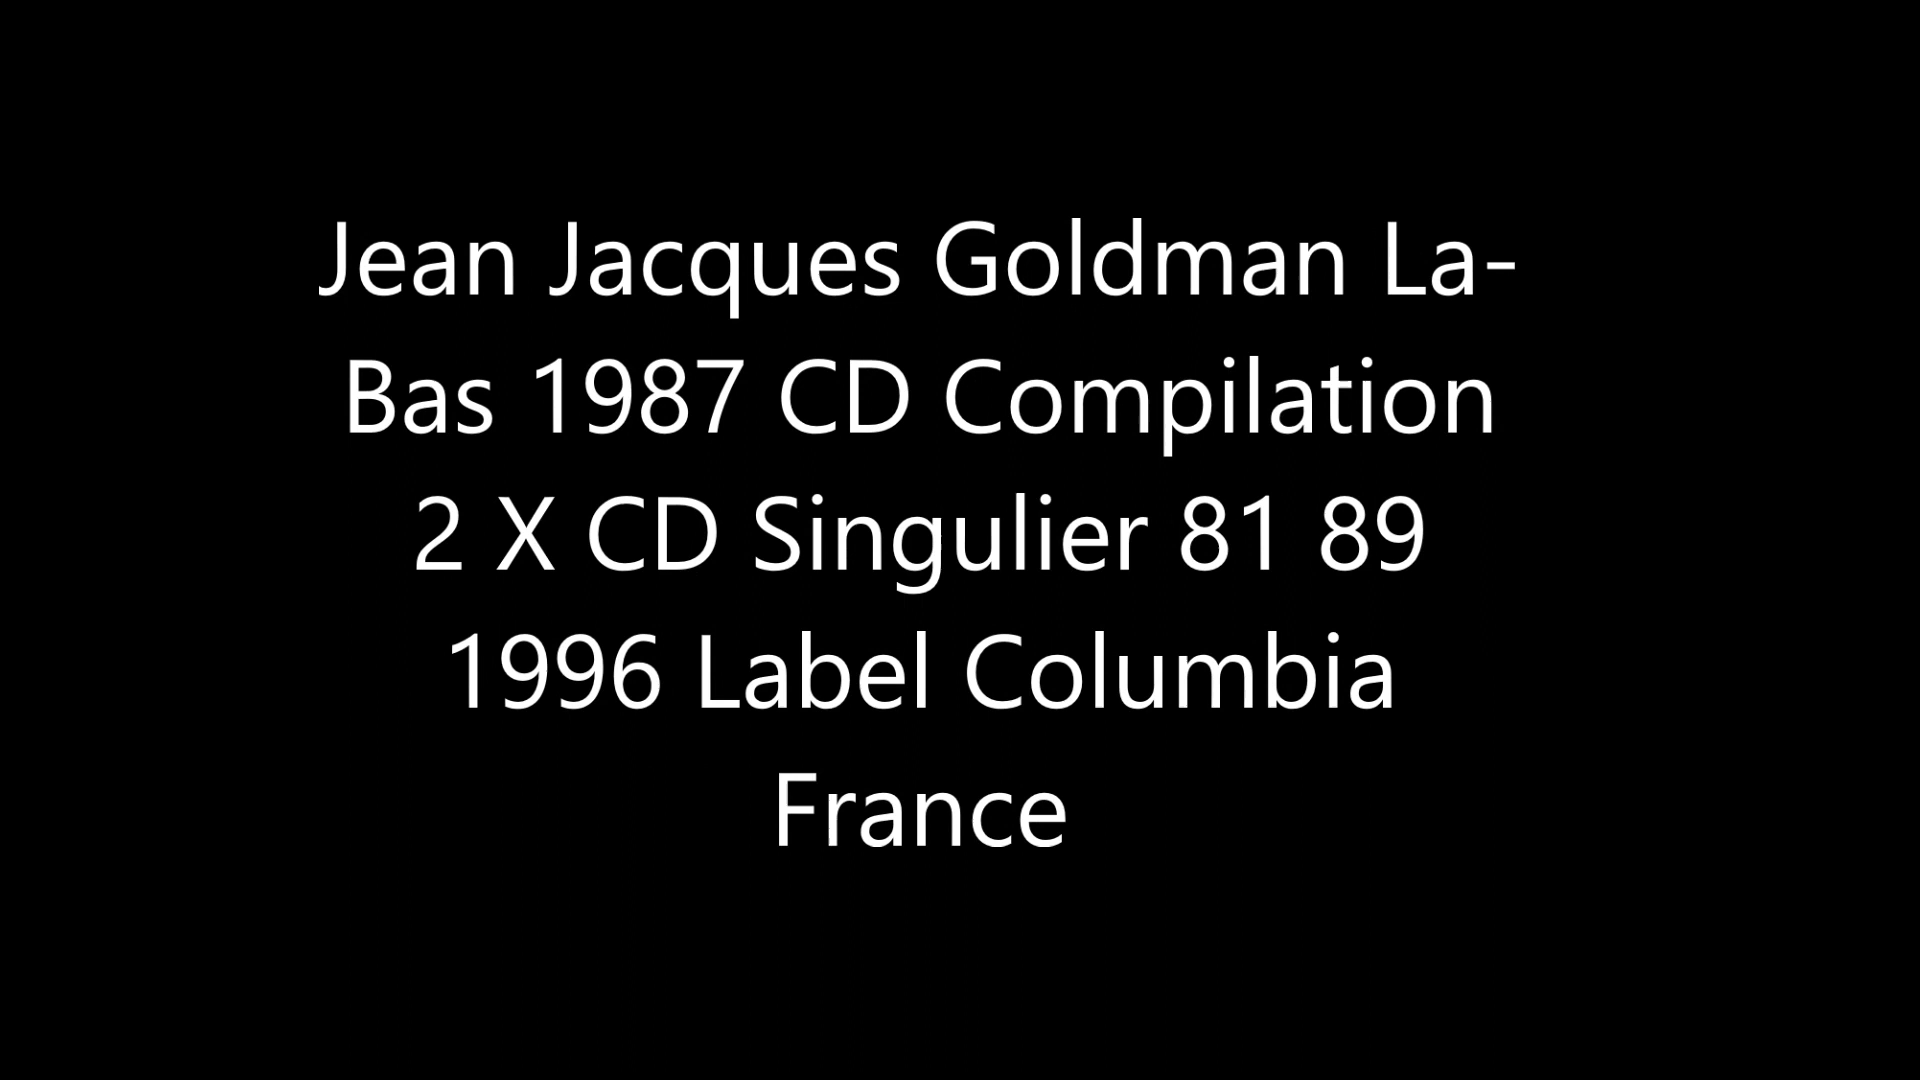 Jean Jacques Goldman La-
Bas 1987 CD Compilation
2 X CD Singulier 81 89
1996 Label Columbia
France